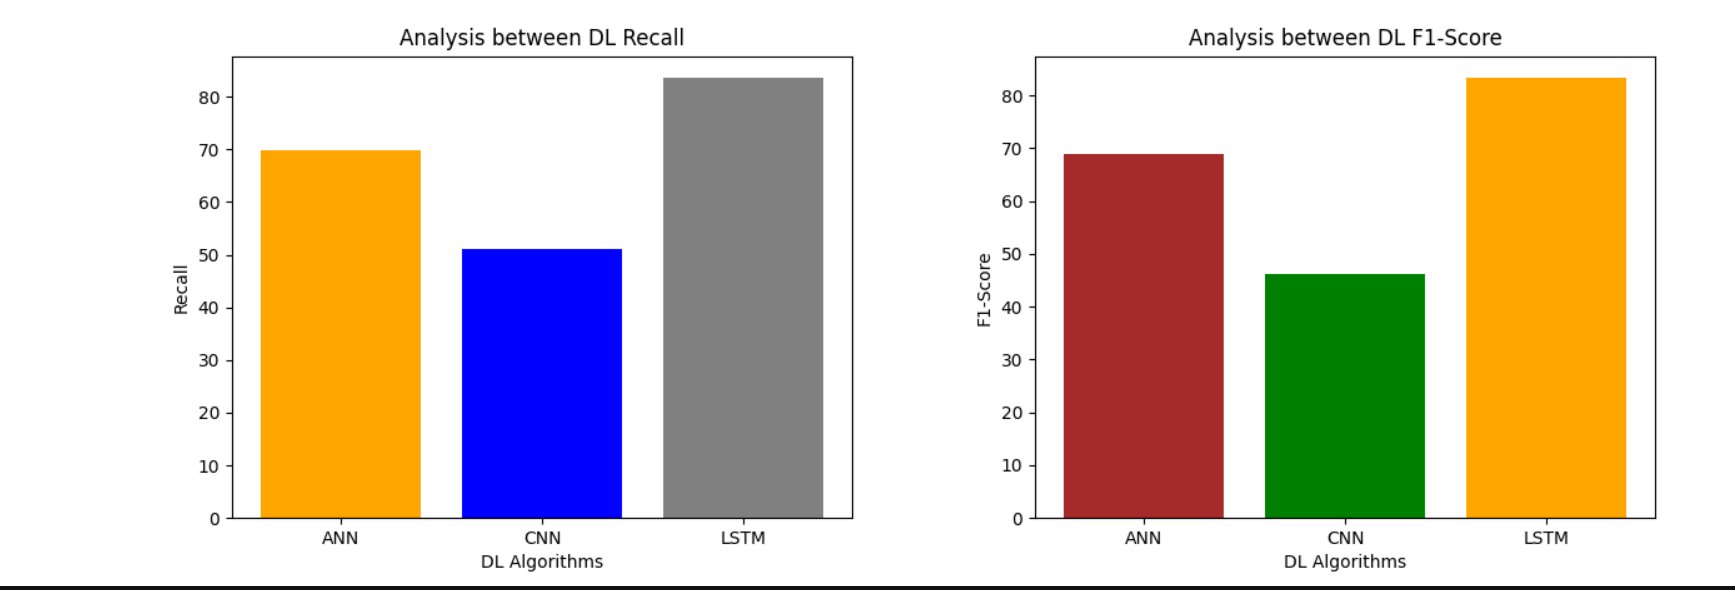 Analysis between DL Recall
80
70
60
50
40
30
20
10
0
Recall
ANN CNN LSTM
DL Algorithms
Analysis between DL F1-Score
80
70
60
50
40
30
20
10
0
F1-Score
ANN CNN LSTM
DL Algorithms